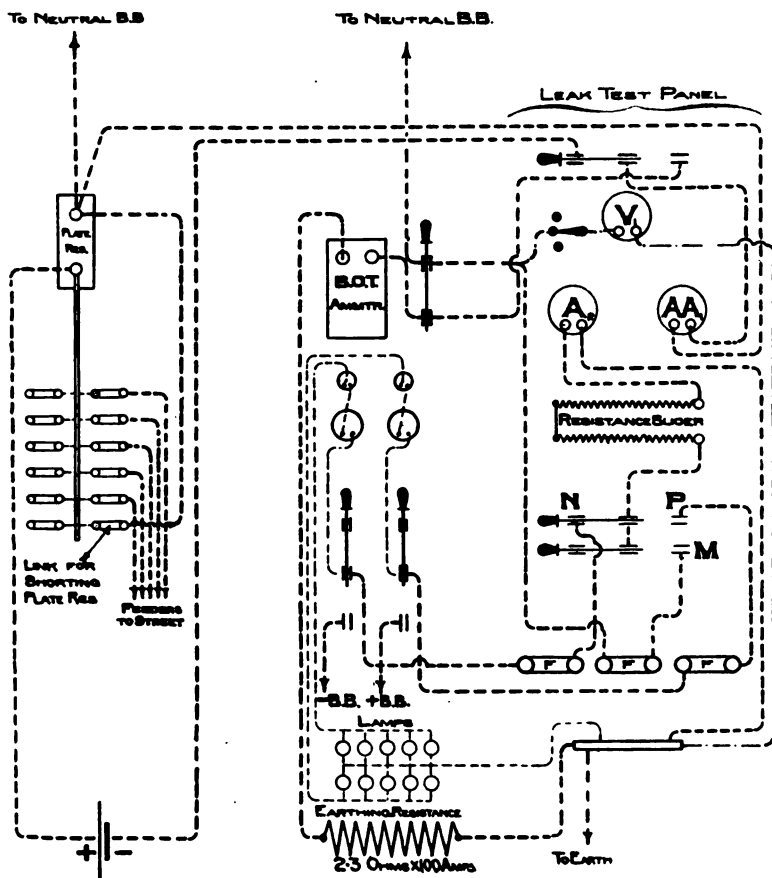 To Neutral B.B
To Neutral B.B.
Leak Test Panel
Plate
Res.
B.O.T.
Ammtr.
V
A
AA
Resistance Slider
N
P
M
Link for
Shorting
Plate Res
Feeders
to Street
F
F
F
-B.B. +B.B.
Lamps
Earthing Resistance
2·3 Ohms x 100 Amps
To Earth
+ -